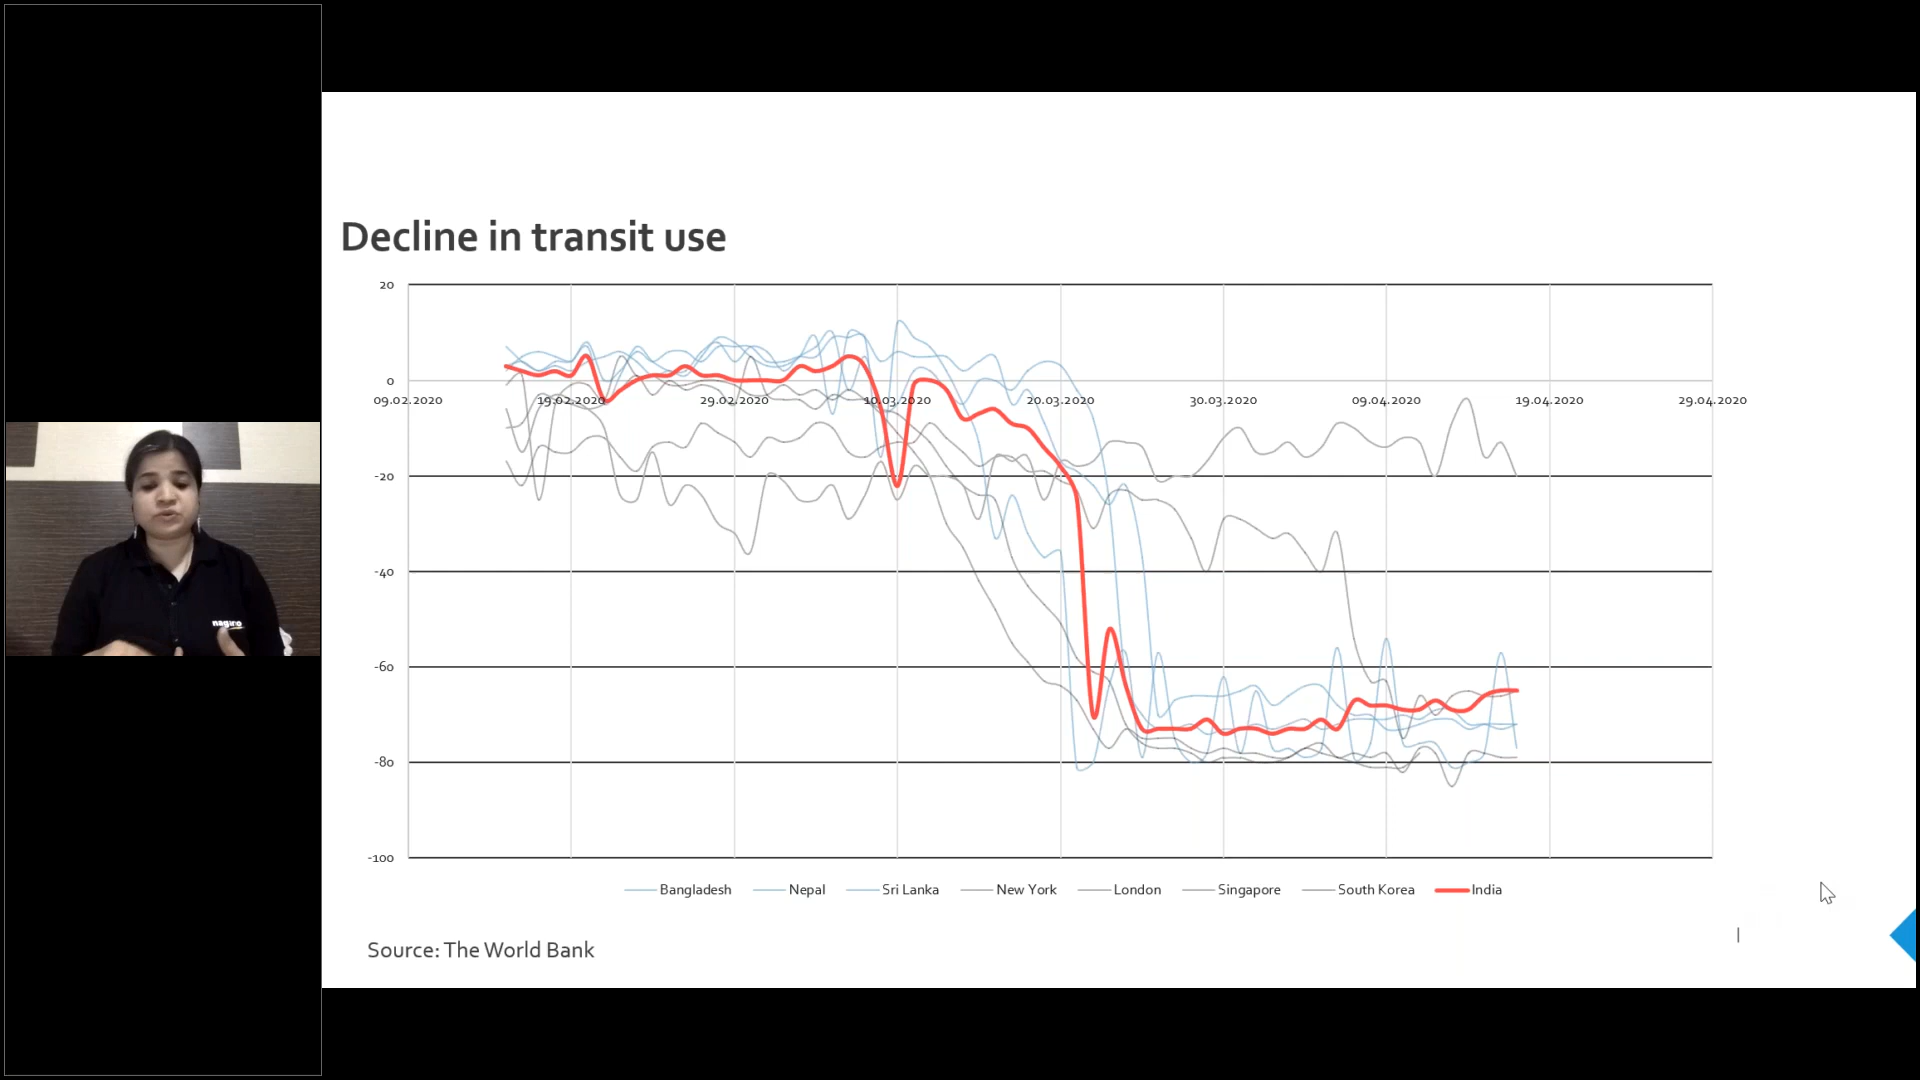 Decline in transit use
20
0
-20
-40
-60
-80
-100
09.02.2020 19.02.2020 29.02.2020 10.03.2020 20.03.2020 30.03.2020 09.04.2020 19.04.2020 29.04.2020
Bangladesh Nepal Sri Lanka New York London Singapore South Korea India
Source: The World Bank
nagarro